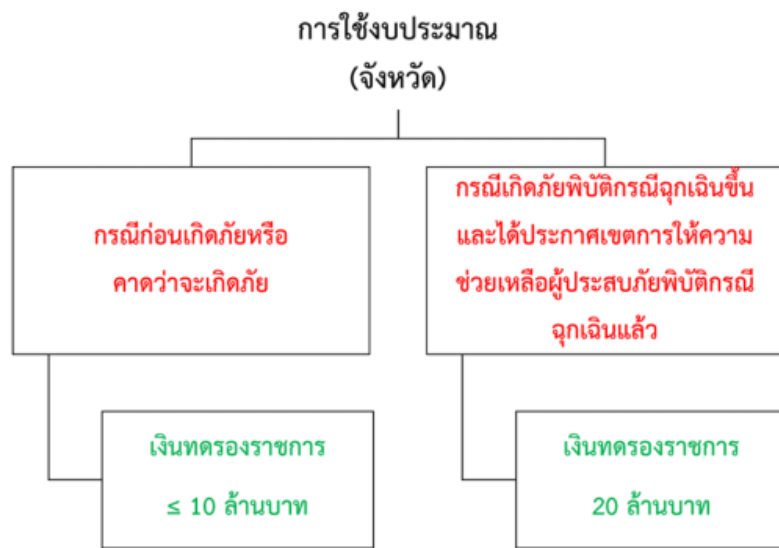 การใช้งบประมาณ
(จังหวัด)
กรณีก่อนเกิดภัยหรือ
คาดว่าจะเกิดภัย
กรณีเกิดภัยพิบัติกรณีฉุกเฉินขึ้น
และได้ประกาศเขตการให้ความ
ช่วยเหลือผู้ประสบภัยพิบัติกรณี
ฉุกเฉินแล้ว
เงินทดรองราชการ
≤ 10 ล้านบาท
เงินทดรองราชการ
20 ล้านบาท